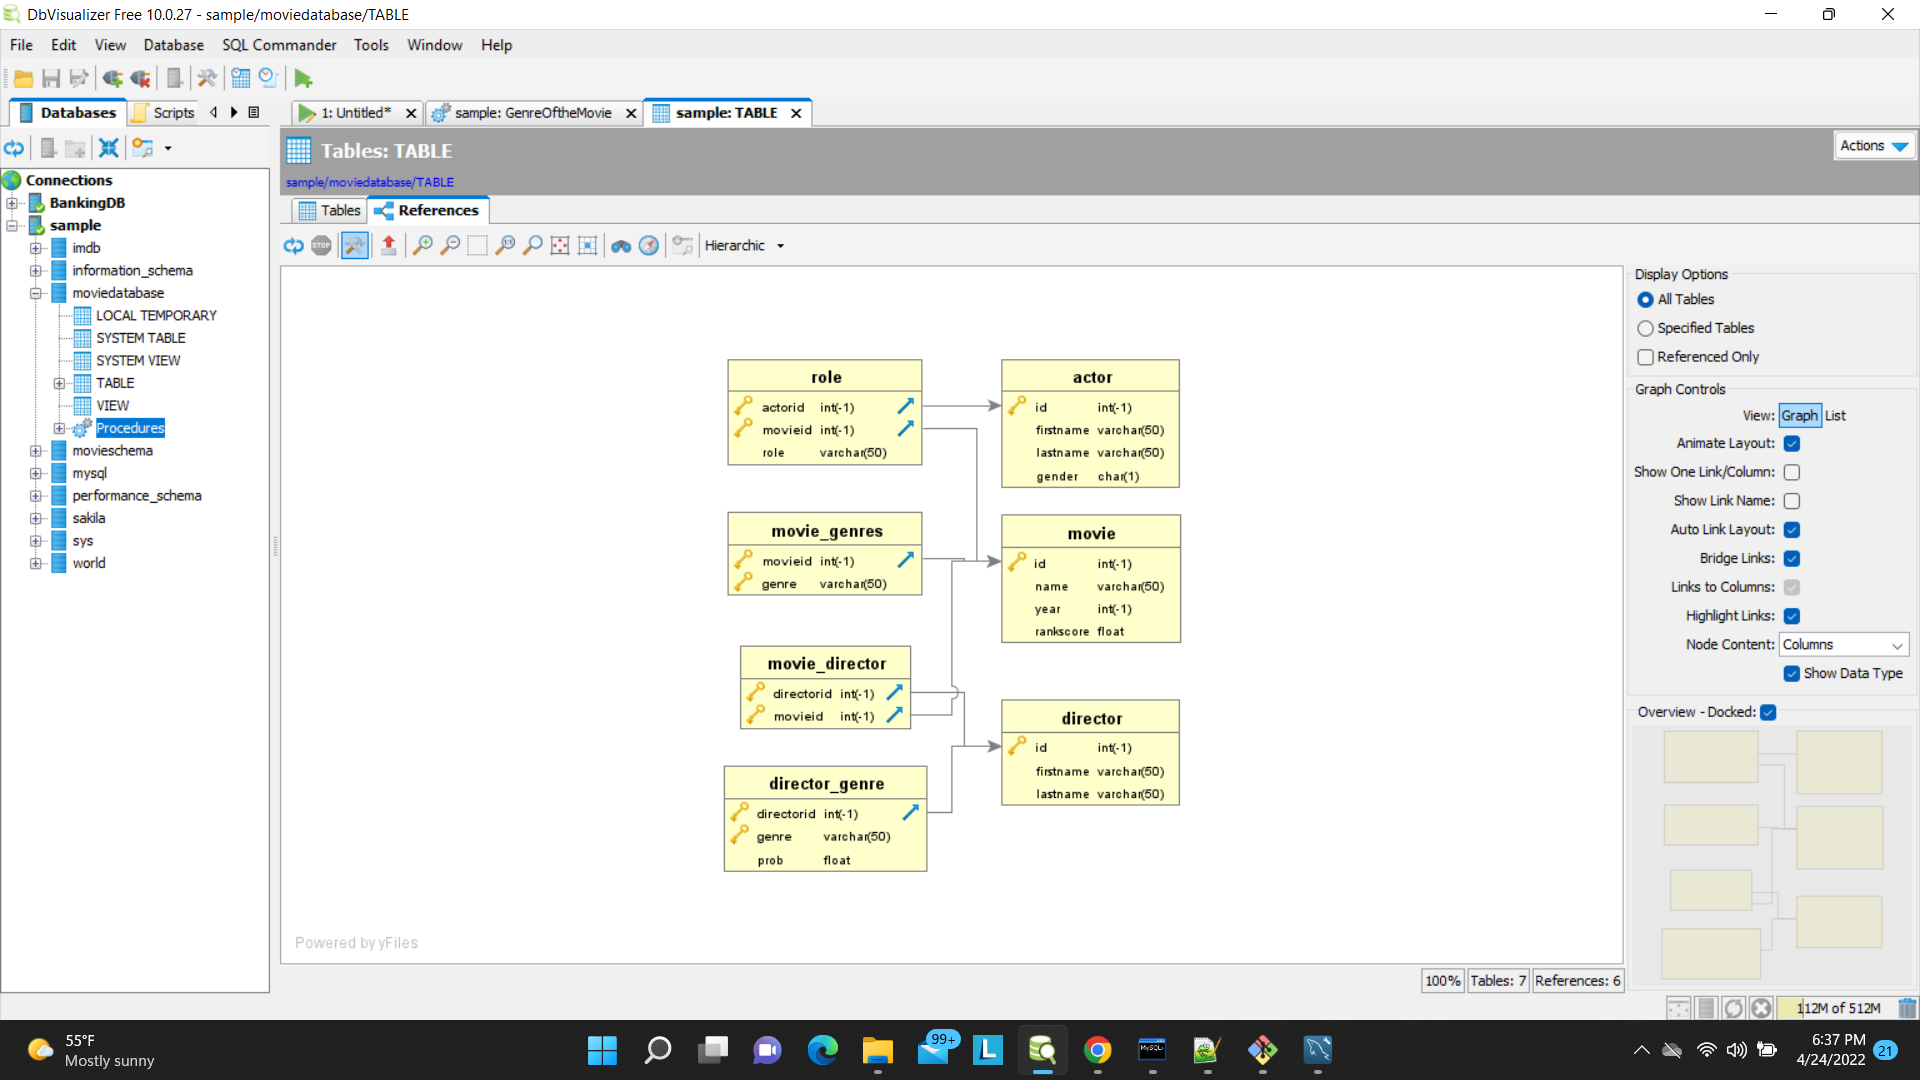 DbVisualizer Free 10.0.27 - sample/moviedatabase/TABLE
File Edit View Database SQL Commander Tools Window Help
Databases Scripts
1: Untitled* sample: GenreOftheMovie sample: TABLE
Tables: TABLE
Actions
sample/moviedatabase/TABLE
Tables References
STOP Hierarchic
Connections
BankingDB
sample
imdb
information_schema
moviedatabase
LOCAL TEMPORARY
SYSTEM TABLE
SYSTEM VIEW
TABLE
VIEW
Procedures
movieschema
mysql
performance_schema
sakila
sys
world
role
actorid int(-1)
movieid int(-1)
role varchar(50)
actor
id int(-1)
firstname varchar(50)
lastname varchar(50)
gender char(1)
movie_genres
movieid int(-1)
genre varchar(50)
movie
id int(-1)
name varchar(50)
year int(-1)
rankscore float
movie_director
directorid int(-1)
movieid int(-1)
director
id int(-1)
firstname varchar(50)
lastname varchar(50)
director_genre
directorid int(-1)
genre varchar(50)
prob float
Powered by yFiles
Display Options
All Tables
Specified Tables
Referenced Only
Graph Controls
View: Graph List
Animate Layout:
Show One Link/Column:
Show Link Name:
Auto Link Layout:
Bridge Links:
Links to Columns:
Highlight Links:
Node Content: Columns
Show Data Type
Overview - Docked:
100% Tables: 7 References: 6
112M of 512M
55°F
Mostly sunny
99+
L
MySQL
6:37 PM
4/24/2022
21